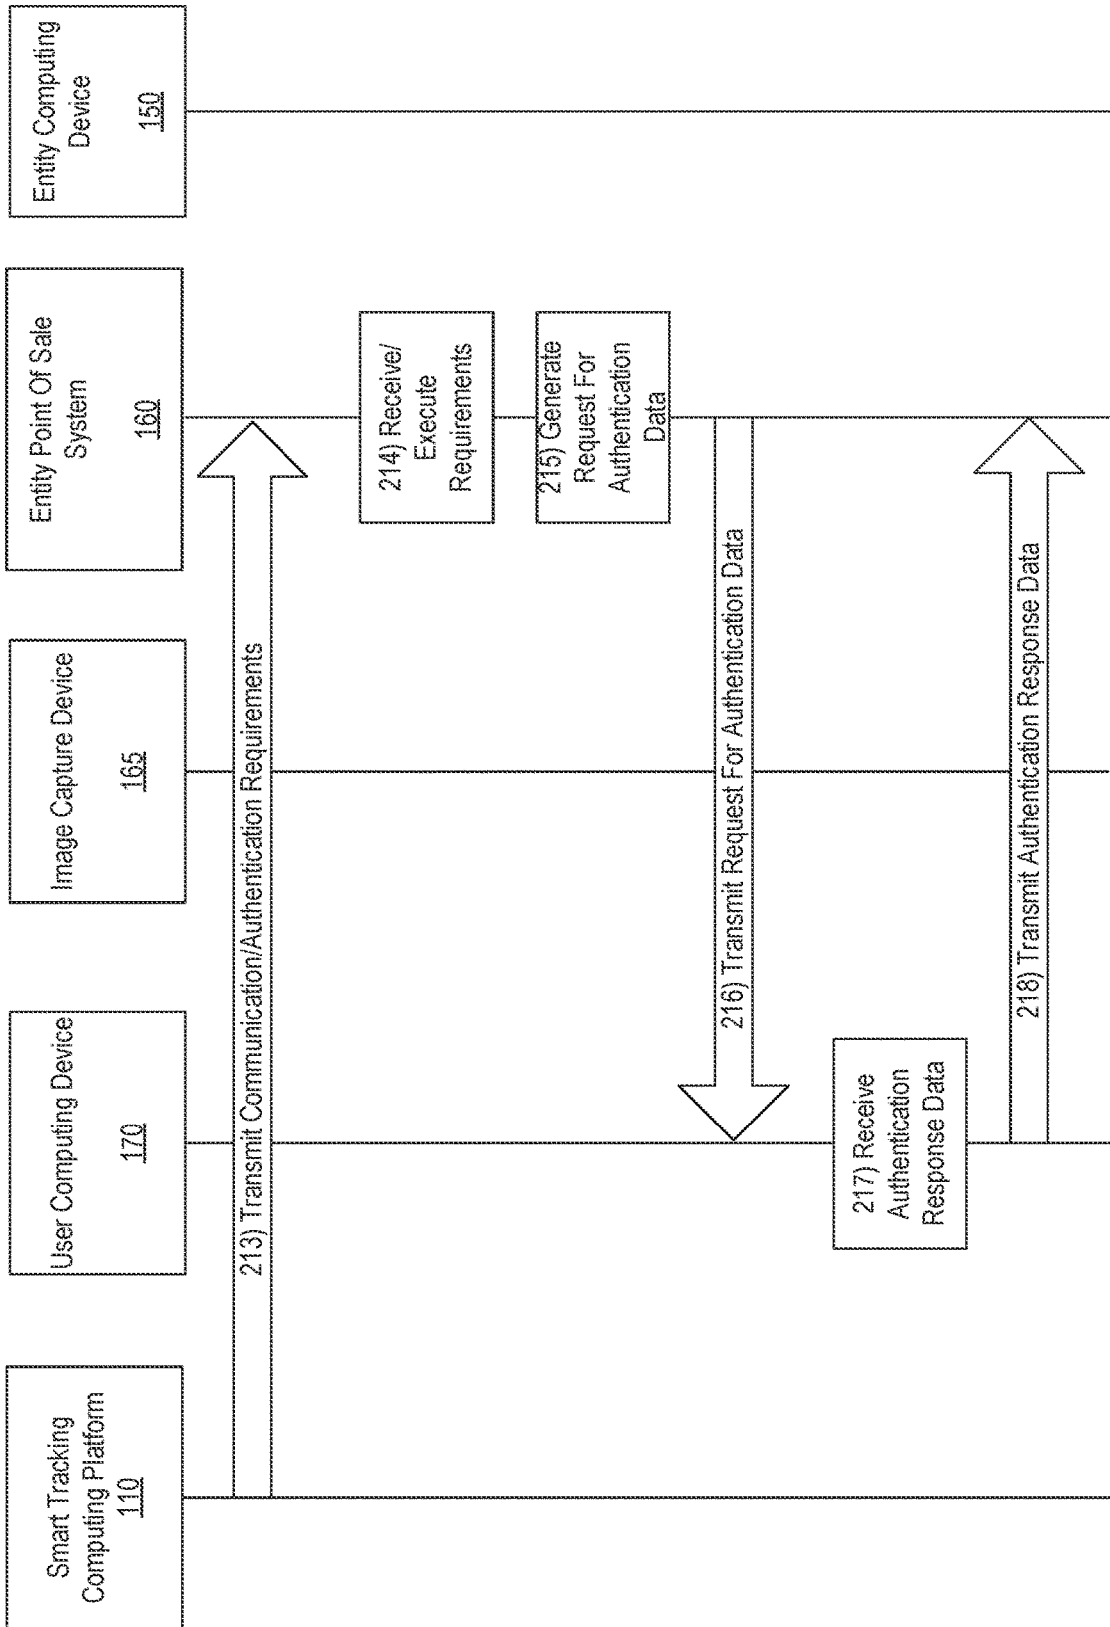 Smart Tracking
Computing Platform
110
User Computing Device
170
Image Capture Device
165
Entity Point Of Sale
System
160
Entity Computing
Device
150
213) Transmit Communication/Authentication Requirements
214) Receive/
Execute
Requirements
215) Generate
Request For
Authentication
Data
216) Transmit Request For Authentication Data
217) Receive
Authentication
Response Data
218) Transmit Authentication Response Data